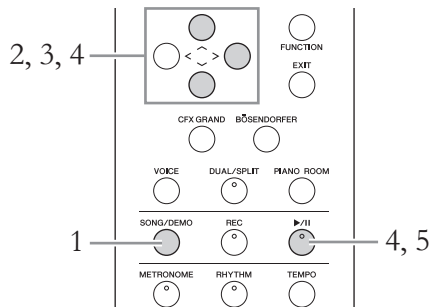 2, 3, 4
FUNCTION
EXIT
CFX GRAND BÖSENDORFER
VOICE DUAL/SPLIT PIANO ROOM
SONG/DEMO REC ►/II
1
4, 5
METRONOME RHYTHM TEMPO